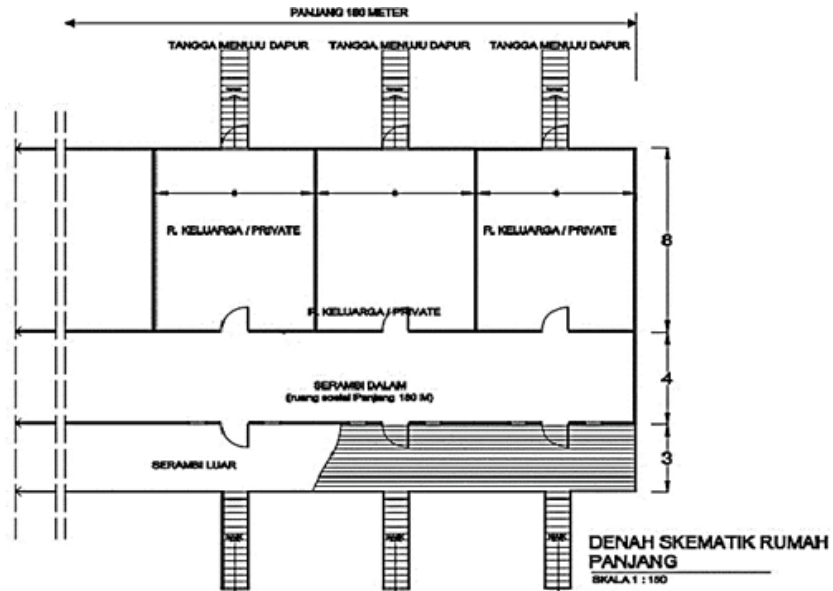 PANJANG 180 METER
TANGGA MENUJU DAPUR TANGGA MENUJU DAPUR TANGGA MENUJU DAPUR
R. KELUARGA / PRIVATE R. KELUARGA / PRIVATE
8
R. KELUARGA / PRIVATE
SERAMBI DALAM
4
(ruang sosial Panjang 180 M)
SERAMBI LUAR
3
DENAH SKEMATIK RUMAH
PANJANG
SKALA 1 : 150